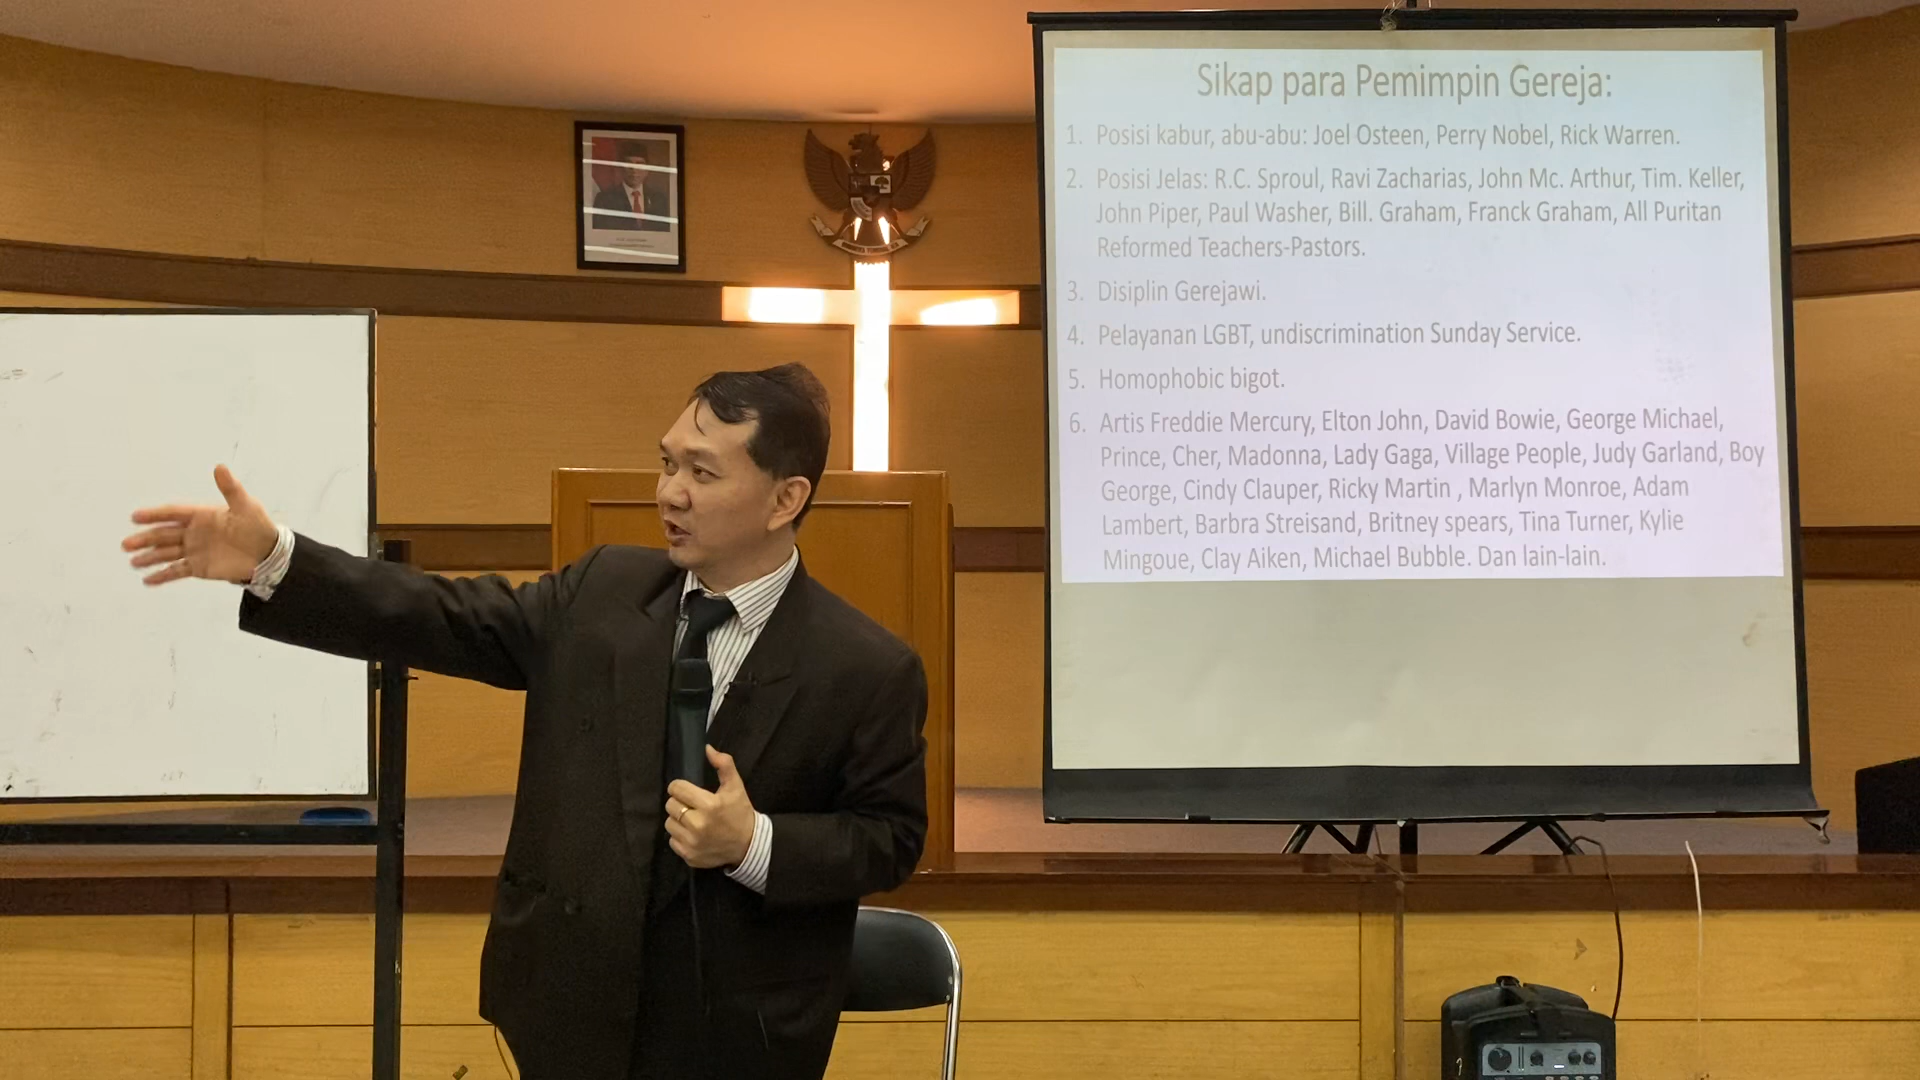 Sikap para Pemimpin Gereja:
1. Posisi kabur, abu-abu: Joel Osteen, Perry Nobel, Rick Warren.
2. Posisi Jelas: R.C. Sproul, Ravi Zacharias, John Mc. Arthur, Tim. Keller,
John Piper, Paul Washer, Bill. Graham, Franck Graham, All Puritan
Reformed Teachers-Pastors.
3. Disiplin Gerejawi.
4. Pelayanan LGBT, undiscrimination Sunday Service.
5. Homophobic bigot.
6. Artis Freddie Mercury, Elton John, David Bowie, George Michael,
Prince, Cher, Madonna, Lady Gaga, Village People, Judy Garland, Boy
George, Cindy Clauper, Ricky Martin , Marlyn Monroe, Adam
Lambert, Barbra Streisand, Britney spears, Tina Turner, Kylie
Mingoue, Clay Aiken, Michael Bubble. Dan lain-lain.